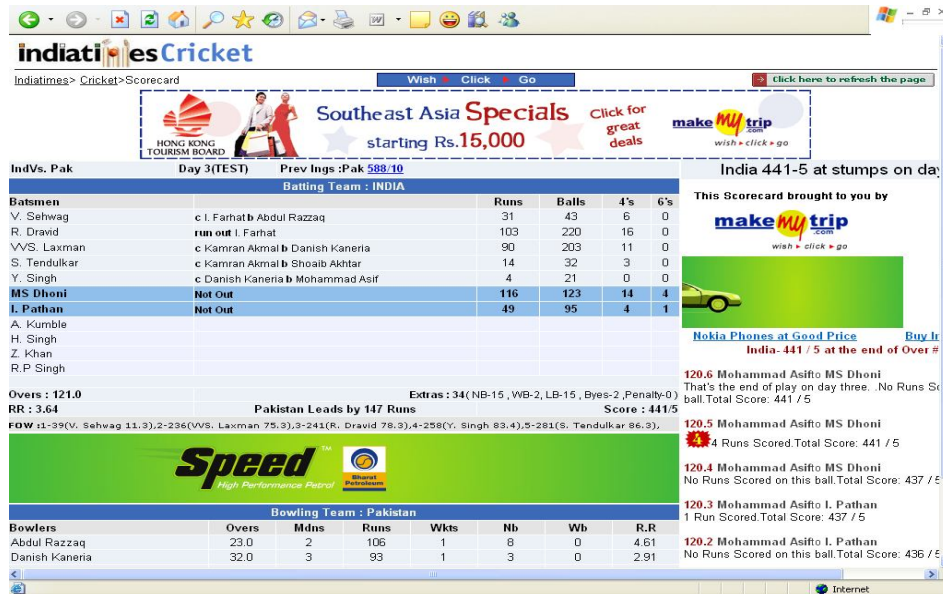 indiatimes Cricket
Indiatimes> Cricket>Scorecard
Wish Click Go
Click here to refresh the page
HONG KONG
TOURISM BOARD
Southeast Asia Specials
starting Rs.15,000
Click for
great
deals
make my trip
.com
wish click go
IndVs. Pak Day 3(TEST) Prev Ings :Pak 588/10
Batting Team : INDIA
Batsmen Runs Balls 4's 6's
V. Sehwag c I. Farhat b Abdul Razzaq 31 43 6 0
R. Dravid run out I. Farhat 103 220 16 0
VVS. Laxman c Kamran Akmal b Danish Kaneria 90 203 11 0
S. Tendulkar c Kamran Akmal b Shoaib Akhtar 14 32 3 0
Y. Singh c Danish Kaneria b Mohammad Asif 4 21 0 0
MS Dhoni Not Out 116 123 14 4
I. Pathan Not Out 49 95 4 1
A. Kumble
H. Singh
Z. Khan
R.P Singh
Overs : 121.0 Extras : 34( NB-15 , WB-2, LB-15 , Byes-2 ,Penalty-0 )
RR : 3.64 Pakistan Leads by 147 Runs Score : 441/5
FOW :1-39(V. Sehwag 11.3),2-236(VVS. Laxman 75.3),3-241(R. Dravid 78.3),4-258(Y. Singh 83.4),5-281(S. Tendulkar 86.3),
Speed TM
High Performance Petrol
Bharat
Petroleum
Bowling Team : Pakistan
Bowlers Overs Mdns Runs Wkts Nb Wb R.R
Abdul Razzaq 23.0 2 106 1 8 0 4.61
Danish Kaneria 32.0 3 93 1 3 0 2.91
India 441-5 at stumps on day
This Scorecard brought to you by
make my trip
.com
wish click go
Nokia Phones at Good Price Buy
India- 441 / 5 at the end of Over #
120.6 Mohammad Asifto MS Dhoni
That's the end of play on day three. .No Runs
ball.Total Score: 441 / 5
120.5 Mohammad Asifto MS Dhoni
4 4 Runs Scored.Total Score: 441 / 5
120.4 Mohammad Asifto MS Dhoni
No Runs Scored on this ball.Total Score: 437 / 5
120.3 Mohammad Asifto I. Pathan
1 Run Scored.Total Score: 437 / 5
120.2 Mohammad Asifto I. Pathan
No Runs Scored on this ball.Total Score: 436 / 5
Internet